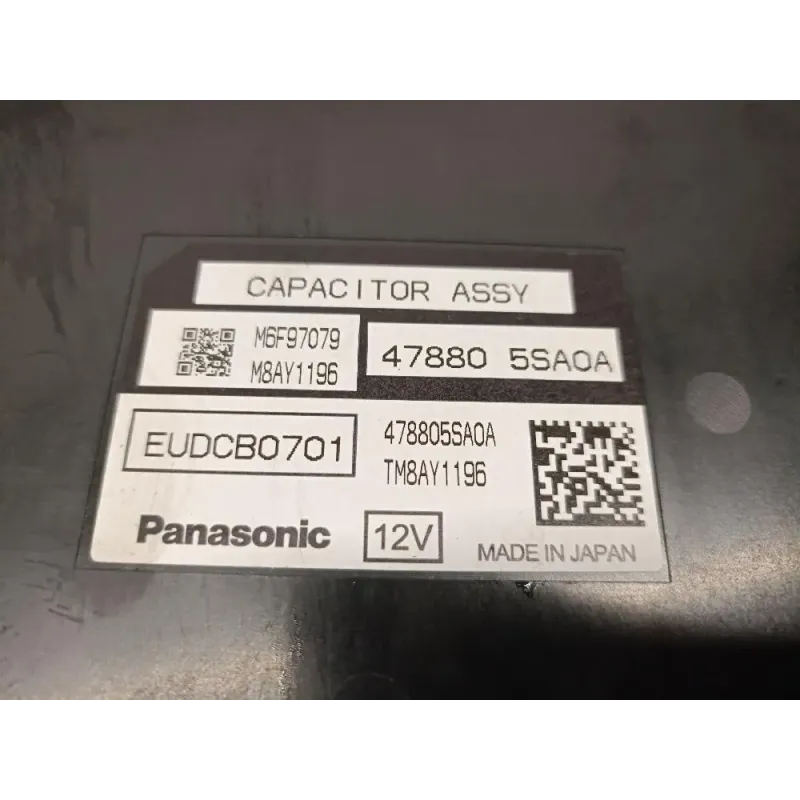 CAPACITOR ASSY
M6F97079
M8AY1196
47880 5SA0A
EUDCB0701
478805SA0A
TM8AY1196
Panasonic
12V
MADE IN JAPAN